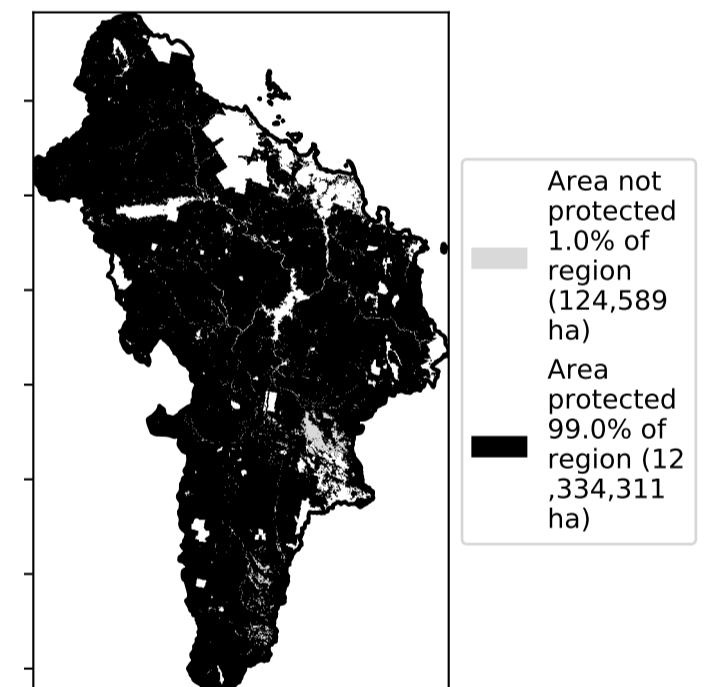 Area not
protected
1.0% of
region
(124,589
ha)
Area
protected
99.0% of
region (12
,334,311
ha)